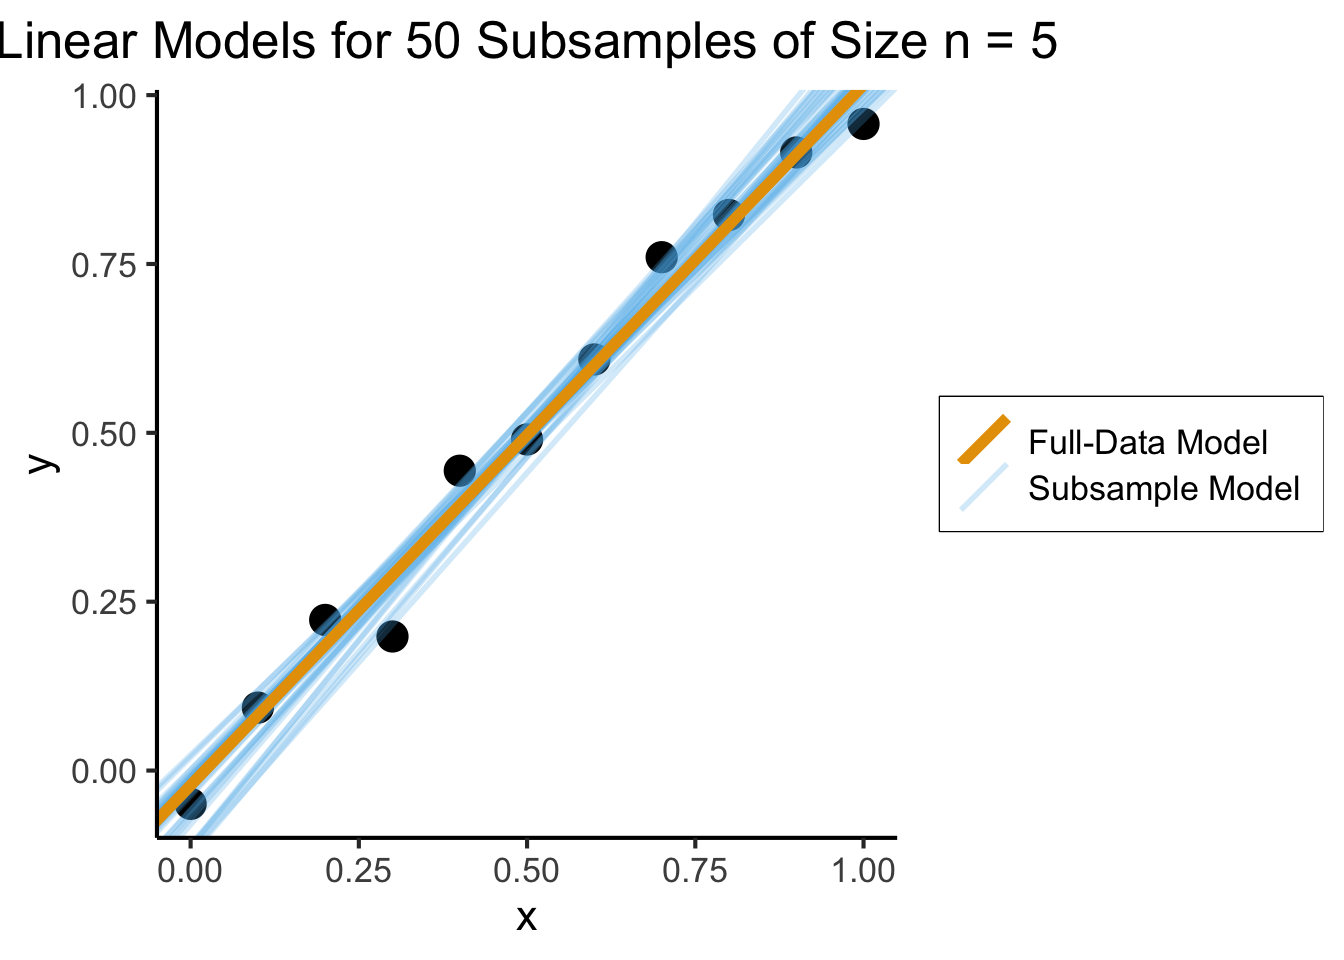 Linear Models for 50 Subsamples of Size n = 5
1.00
0.75
0.50
0.25
0.00
y
0.00 0.25 0.50 0.75 1.00
x
Full-Data Model
Subsample Model